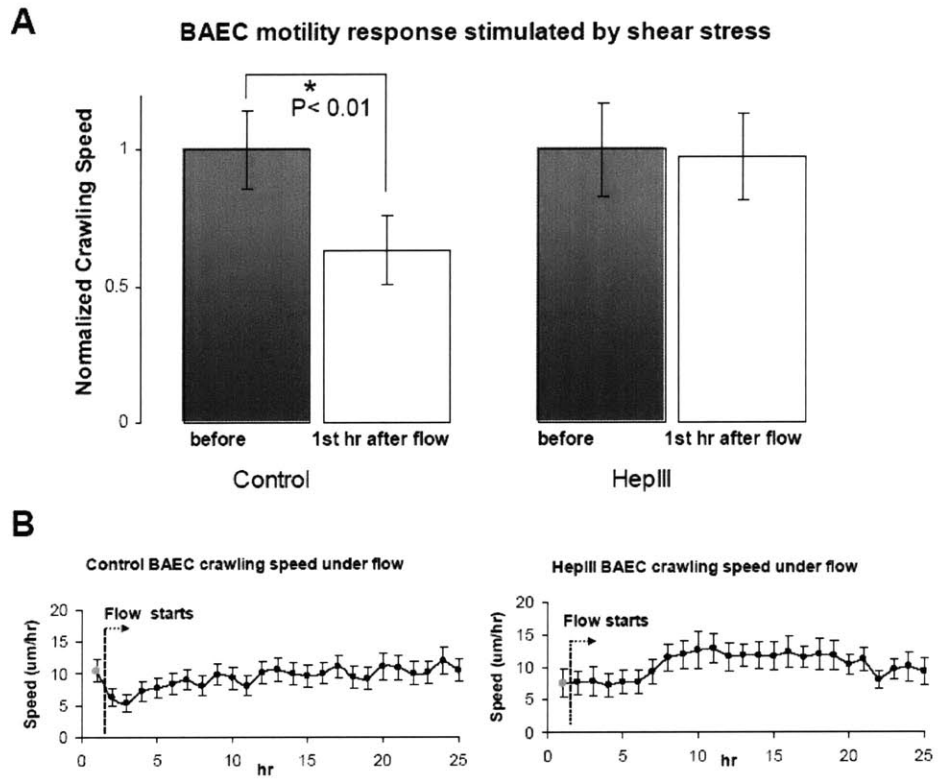 A
BAEC motility response stimulated by shear stress
Normalized Crawling Speed
1
0.5
0
*
P< 0.01
before
1st hr after flow
before
1st hr after flow
Control
HepIII
B
Control BAEC crawling speed under flow
Speed (um/hr)
20
15
10
5
0
Flow starts
0 5 10 15 20 25
hr
HepIII BAEC crawling speed under flow
Speed (um/hr)
20
15
10
5
0
Flow starts
0 5 10 15 20 25
hr